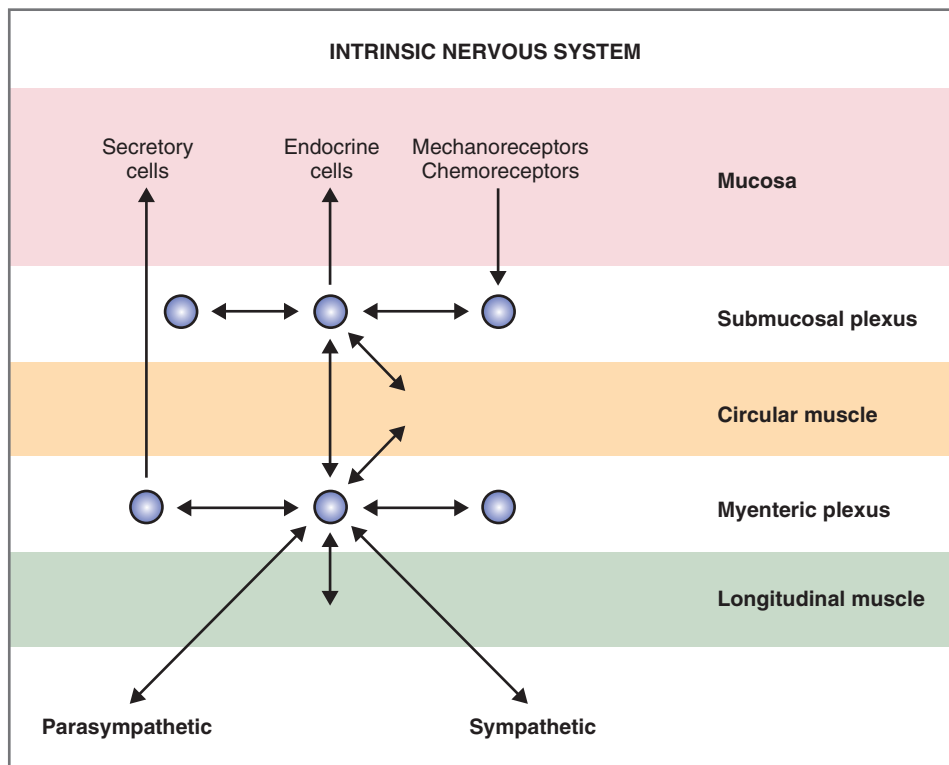 INTRINSIC NERVOUS SYSTEM
Secretory
cells
Endocrine
cells
Mechanoreceptors
Chemoreceptors
Mucosa
Submucosal plexus
Circular muscle
Myenteric plexus
Longitudinal muscle
Parasympathetic
Sympathetic